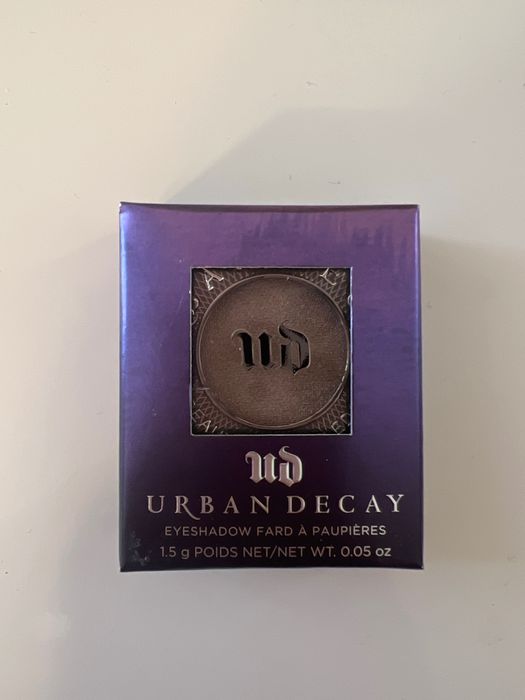 UD
UD
URBAN DECAY
EYESHADOW FARD À PAUPIÈRES
1.5 g POIDS NET/NET WT. 0.05 oz